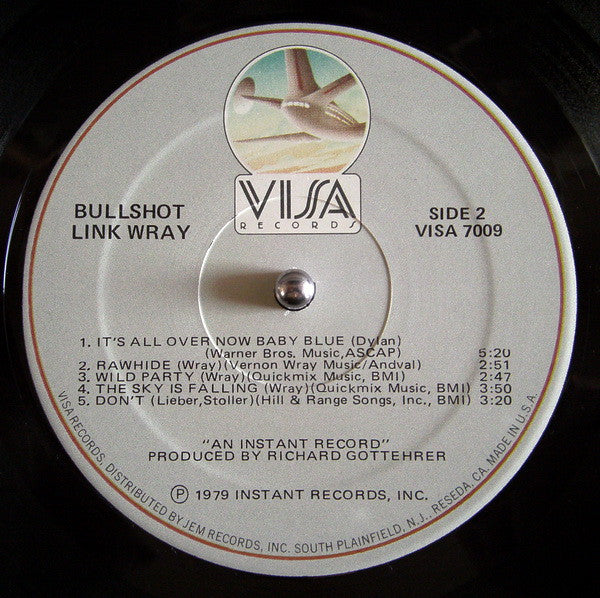 VISA
RECORDS
BULLSHOT
LINK WRAY
SIDE 2
VISA 7009
1. IT'S ALL OVER NOW BABY BLUE (Dylan)
(Warner Bros. Music,ASCAP) 5:20
2. RAWHIDE (Wray)(Vernon Wray Music/Andval) 2:51
3. WILD PARTY (Wray)(Quickmix Music, BMI) 2:47
4. THE SKY IS FALLING (Wray)(Quickmix Music, BMI) 3:50
5. DON'T (Lieber,Stoller)(Hill & Range Songs, Inc., BMI) 3:20
"AN INSTANT RECORD"
PRODUCED BY RICHARD GOTTEHRER
Ⓟ 1979 INSTANT RECORDS, INC.
VISA RECORDS, DISTRIBUTED BY JEM RECORDS, INC. SOUTH PLAINFIELD, N.J., RESEDA, CA. MADE IN U.S.A.